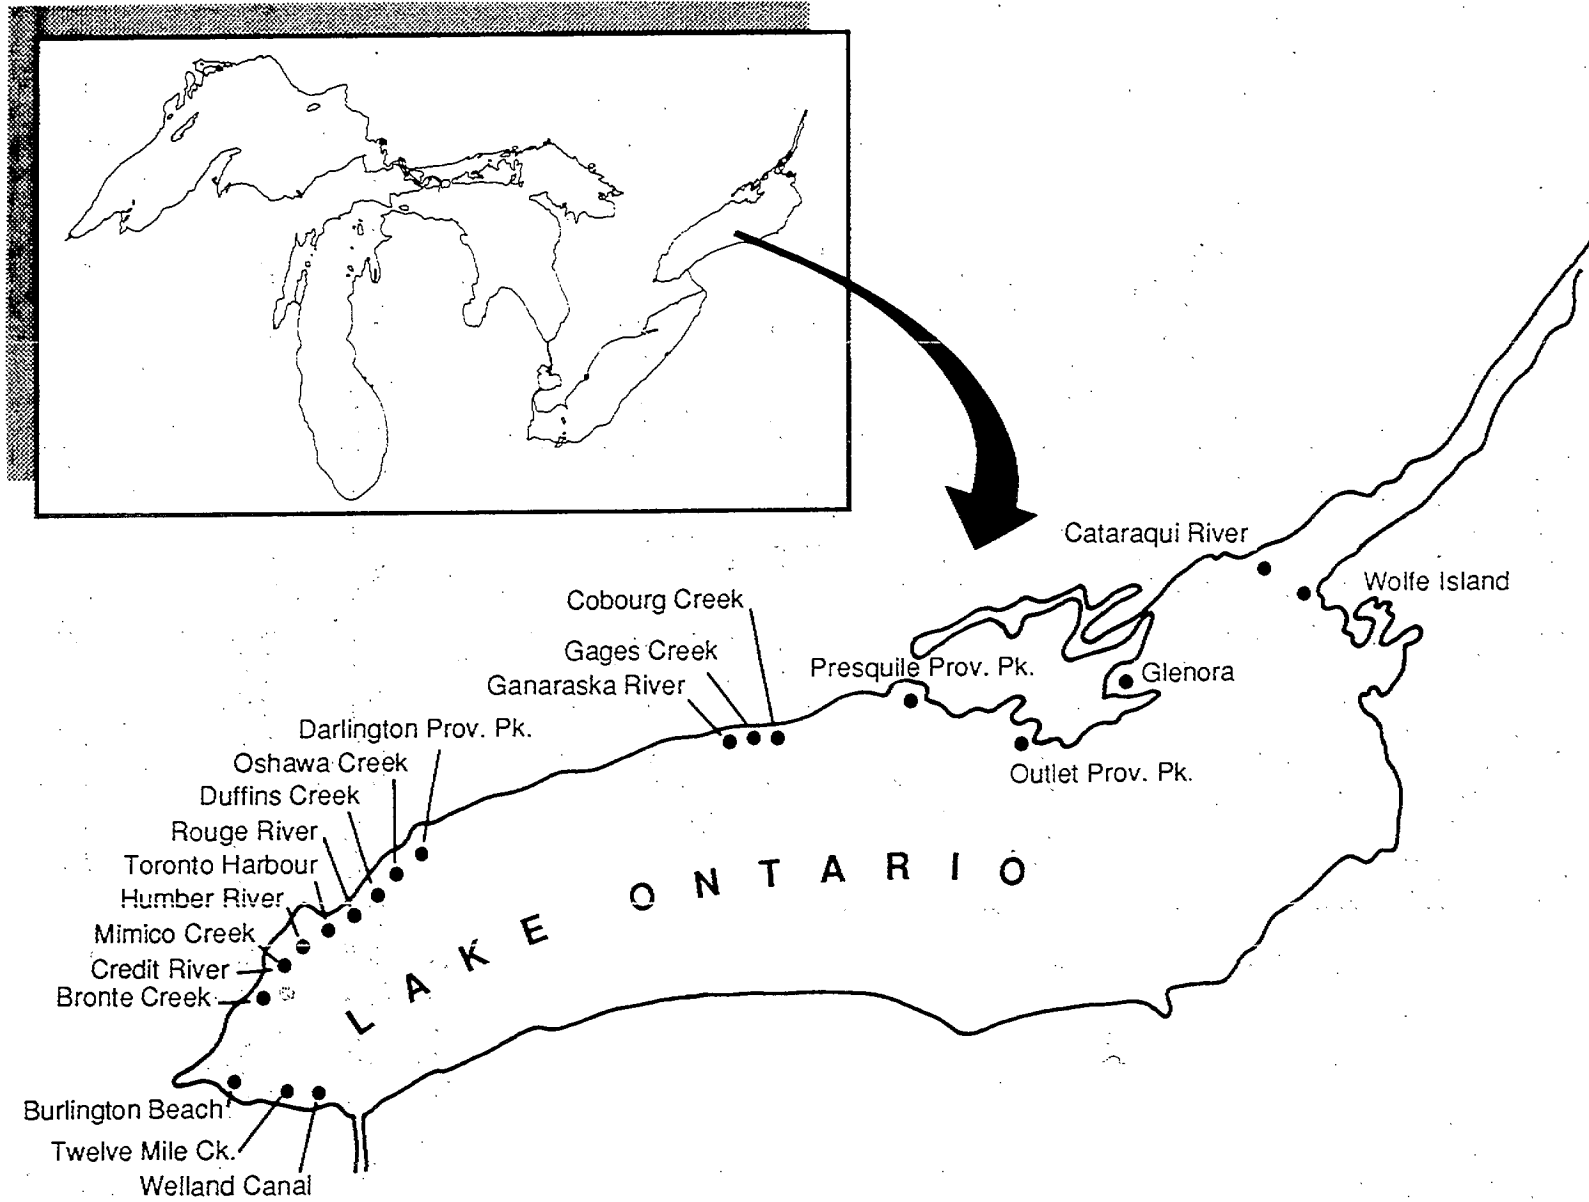 Cataraqui River
Wolfe Island
Cobourg Creek
Gages Creek
Presquile Prov. Pk.
Glenora
Ganaraska River
Darlington Prov. Pk.
Oshawa Creek
Outlet Prov. Pk.
Duffins Creek
Rouge River
Toronto Harbour
Humber River
LAKE ONTARIO
Mimico Creek
Credit River
Bronte Creek
Burlington Beach
Twelve Mile Ck.
Welland Canal